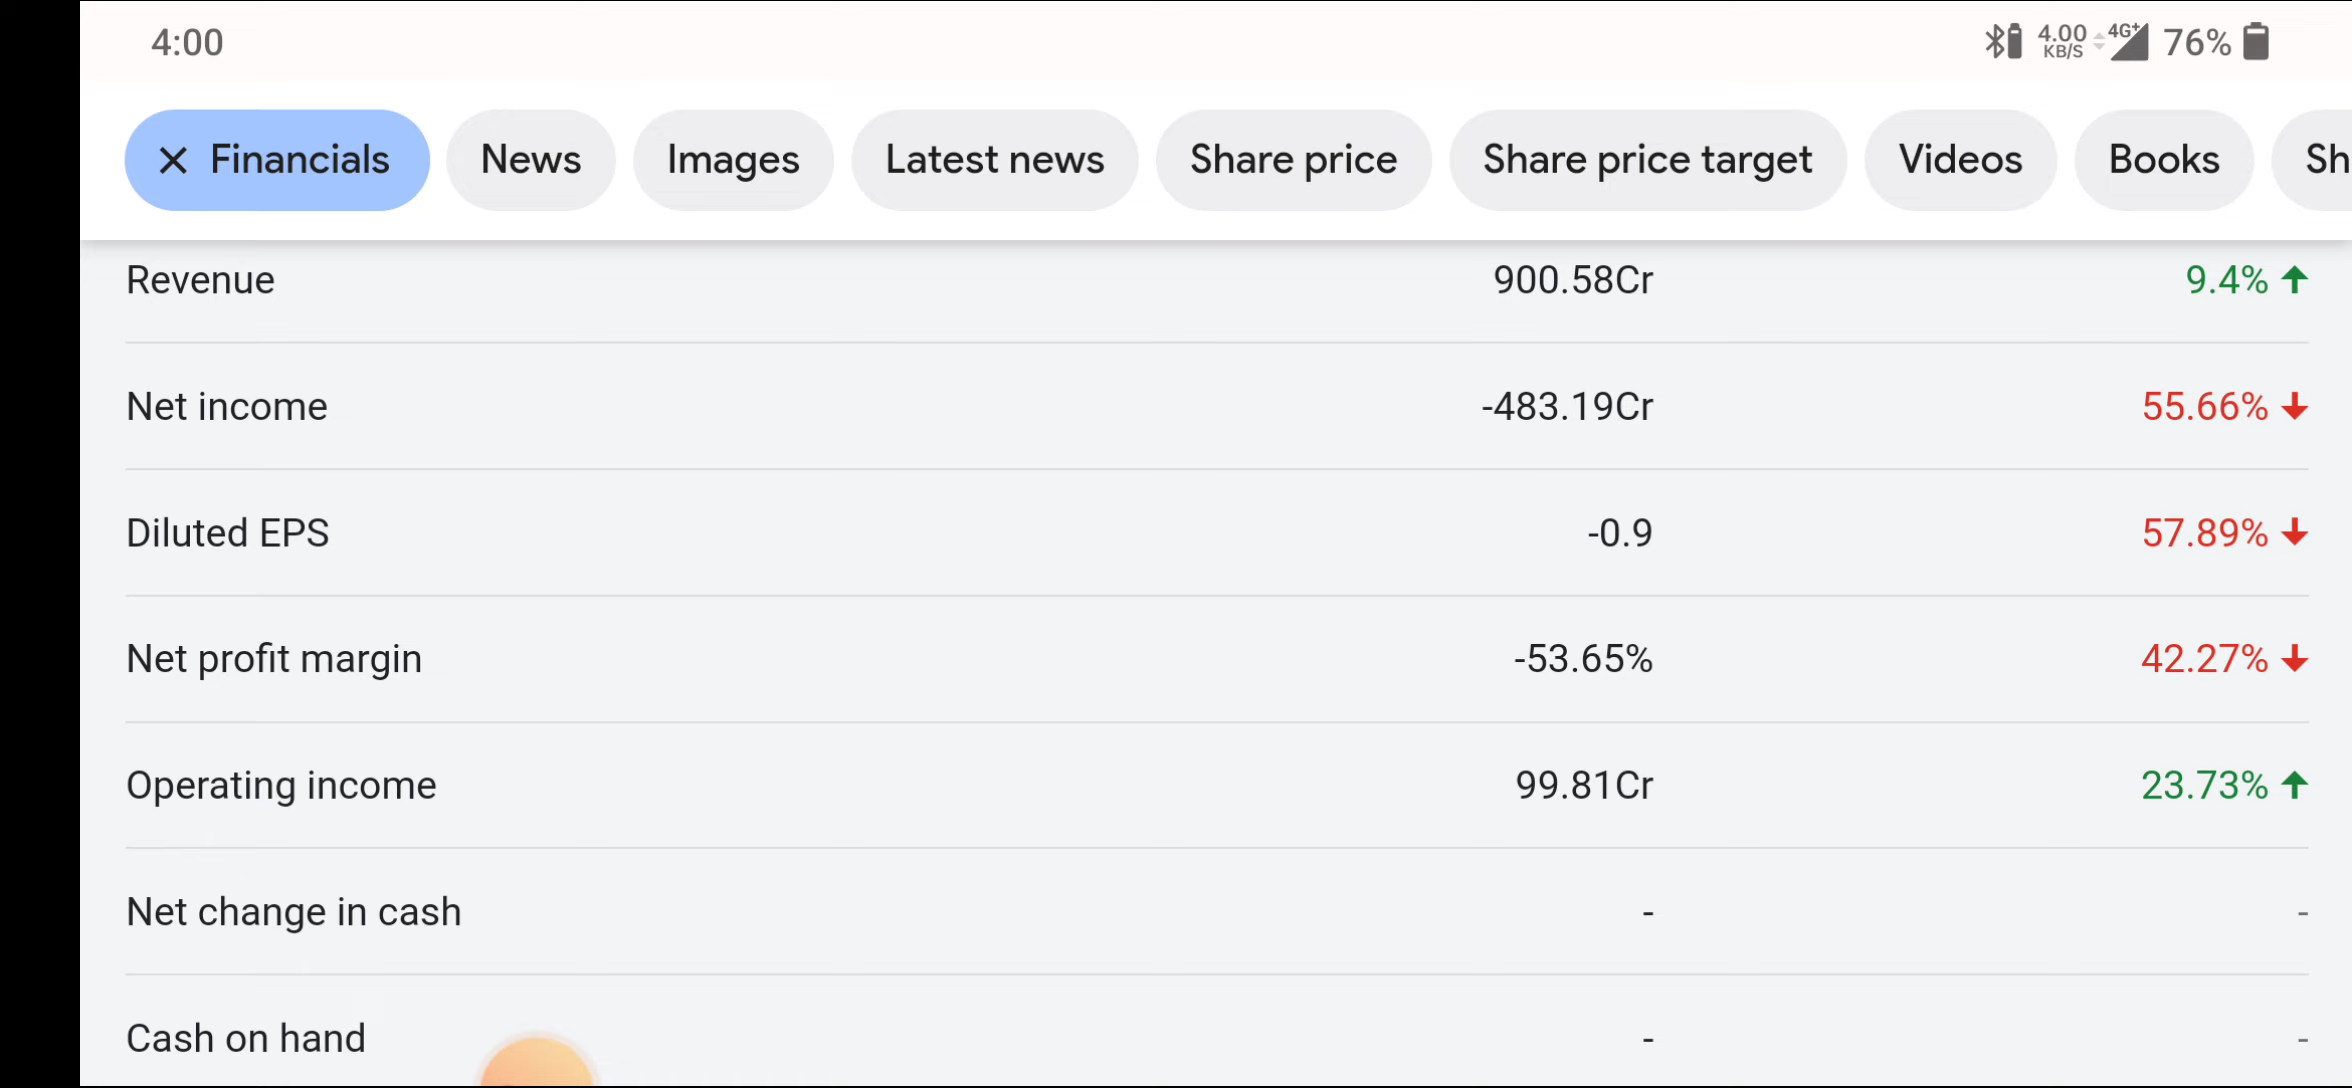 4:00 4.00 KB/S 4G+ 76%
Financials News Images Latest news Share price Share price target Videos Books Sh
Revenue 900.58Cr 9.4%
Net income -483.19Cr 55.66%
Diluted EPS -0.9 57.89%
Net profit margin -53.65% 42.27%
Operating income 99.81Cr 23.73%
Net change in cash - -
Cash on hand - -